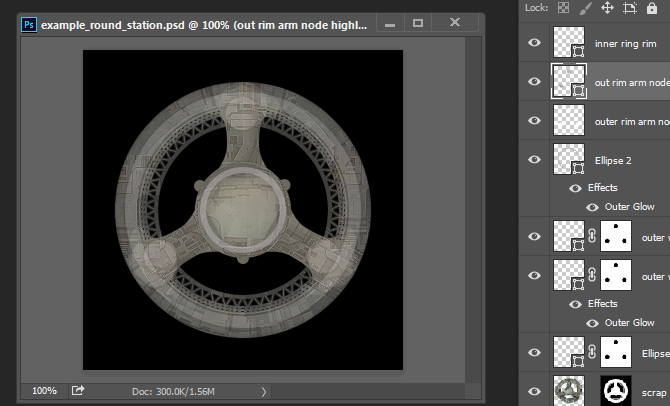 Ps example_round_station.psd @ 100% (out rim arm node highl...
Lock:
inner ring rim
out rim arm node
outer rim arm no
Ellipse 2
Effects
Outer Glow
outer
outer
Effects
Outer Glow
Ellipse
scrap
100%
Doc: 300.0K/1.56M